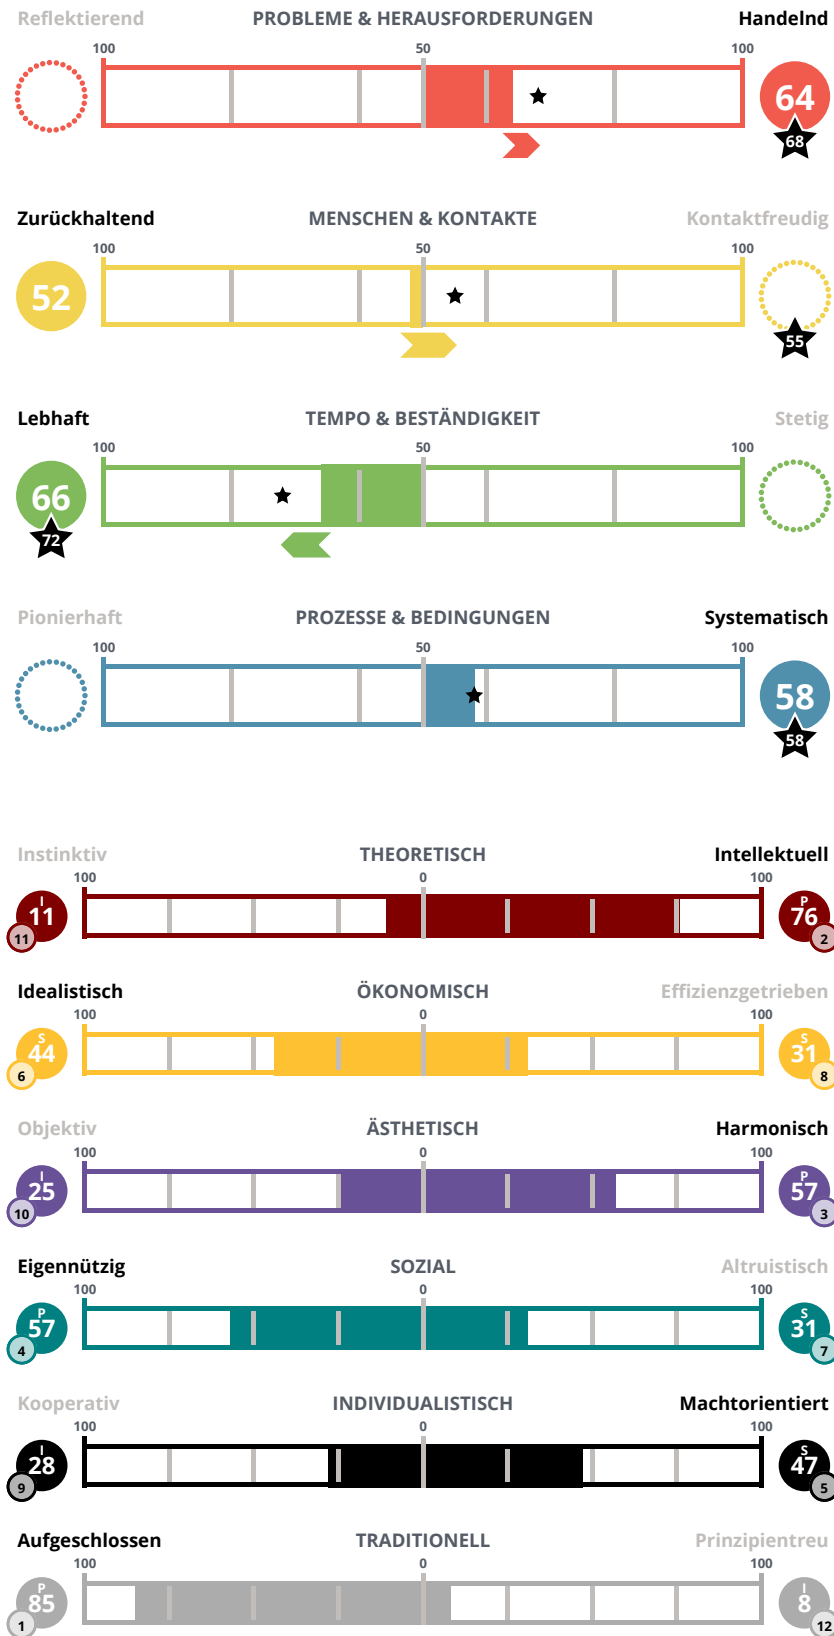 Reflektierend PROBLEME & HERAUSFORDERUNGEN Handelnd
100 50 100
64
68
Zurückhaltend MENSCHEN & KONTAKTE Kontaktfreudig
100 50 100
52
55
Lebhaft TEMPO & BESTÄNDIGKEIT Stetig
100 50 100
66
72
Pionierhaft PROZESSE & BEDINGUNGEN Systematisch
100 50 100
58
58
Instinktiv THEORETISCH Intellektuell
100 0 100
I P
11 76
11 2
Idealistisch ÖKONOMISCH Effizienzgetrieben
100 0 100
S S
44 31
6 8
Objektiv ÄSTHETISCH Harmonisch
100 0 100
I P
25 57
10 3
Eigennützig SOZIAL Altruistisch
100 0 100
P S
57 31
4 7
Kooperativ INDIVIDUALISTISCH Machtorientiert
100 0 100
I S
28 47
9 5
Aufgeschlossen TRADITIONELL Prinzipientreu
100 0 100
P I
85 8
1 12